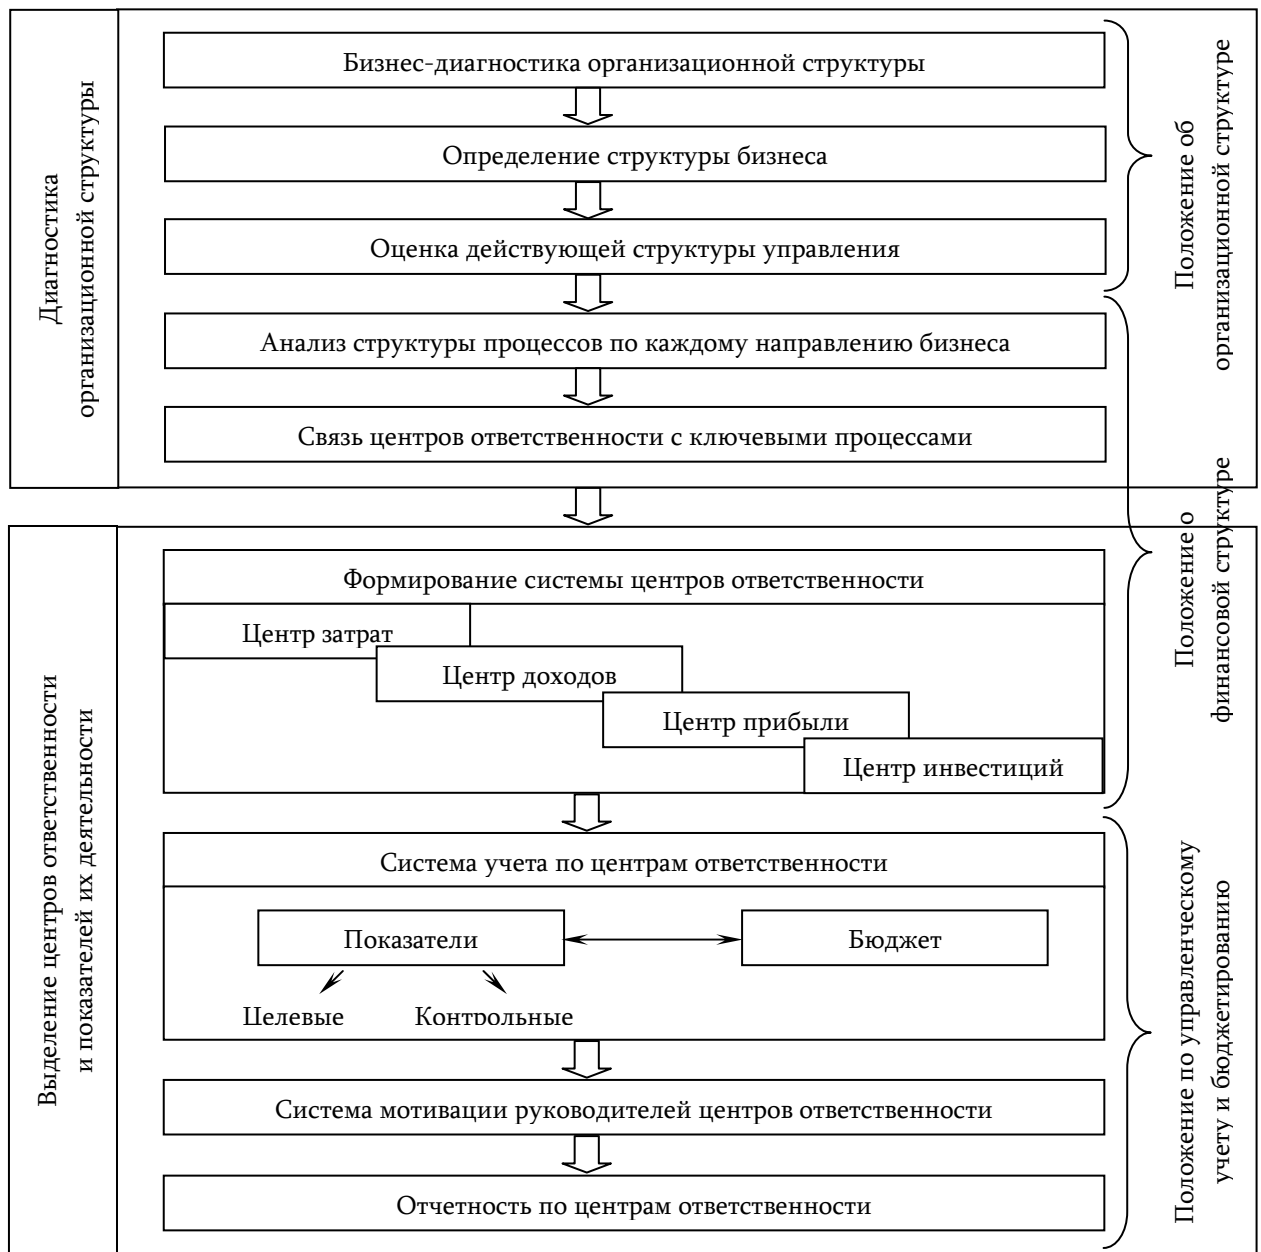 Диагностика
организационной структуры
Бизнес-диагностика организационной структуры
Определение структуры бизнеса
Оценка действующей структуры управления
Анализ структуры процессов по каждому направлению бизнеса
Связь центров ответственности с ключевыми процессами
Положение об
организационной структуре
Выделение центров ответственности
и показателей их деятельности
Формирование системы центров ответственности
Центр затрат
Центр доходов
Центр прибыли
Центр инвестиций
Положение о
финансовой структуре
Система учета по центрам ответственности
Показатели
Бюджет
Целевые
Контрольные
Система мотивации руководителей центров ответственности
Отчетность по центрам ответственности
Положение по управленческому
учету и бюджетированию